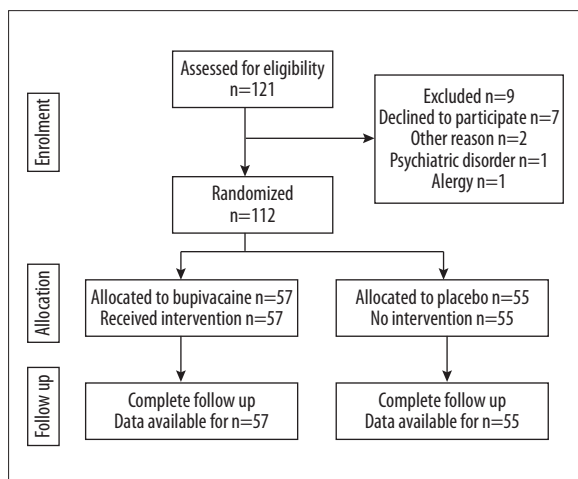 Enrolment
Assessed for eligibility
n=121
Excluded n=9
Declined to participate n=7
Other reason n=2
Psychiatric disorder n=1
Alergy n=1
Randomized
n=112
Allocation
Allocated to bupivacaine n=57
Received intervention n=57
Allocated to placebo n=55
No intervention n=55
Follow up
Complete follow up
Data available for n=57
Complete follow up
Data available for n=55